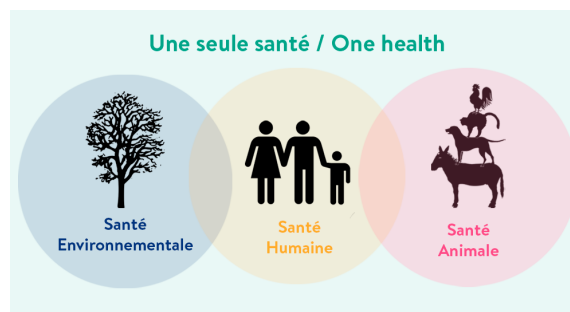 Une seule santé / One health
Santé
Environnementale
Santé
Humaine
Santé
Animale